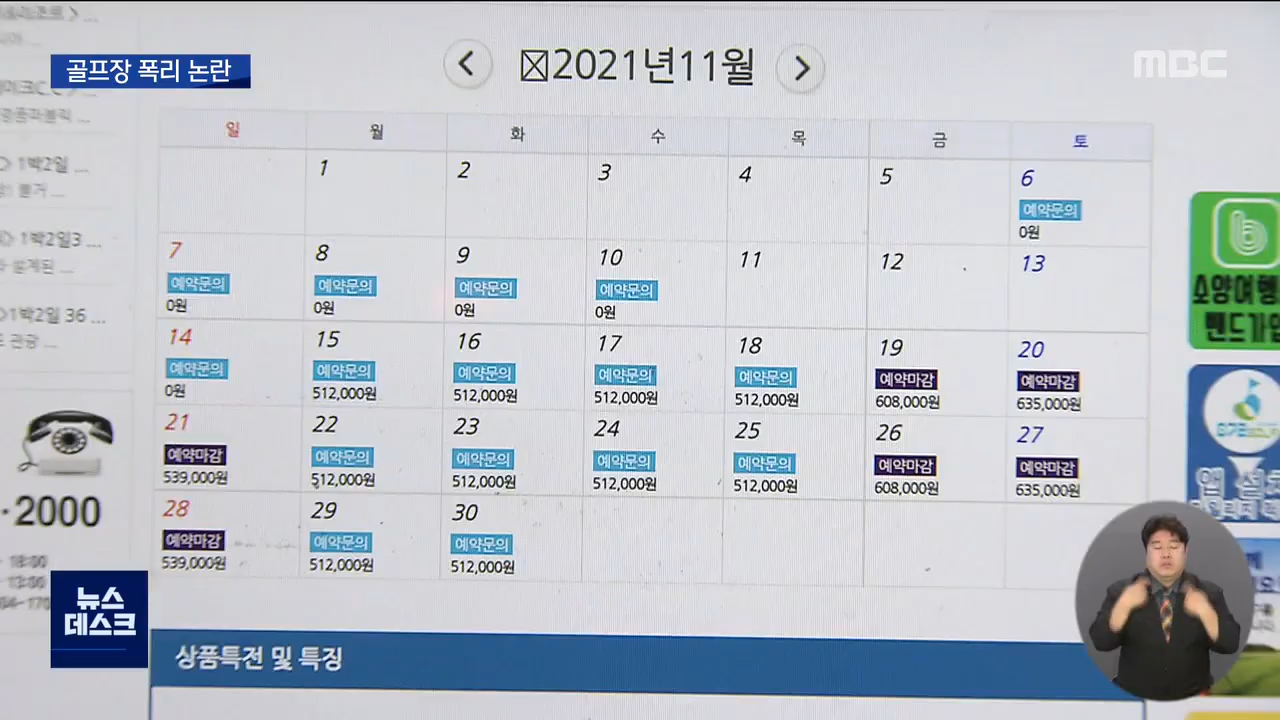 골프장 폭리 논란
2021년11월
MBC
일 월 화 수 목 금 토
1 2 3 4 5 6
예약문의
0원
7 8 9 10 11 12 13
예약문의 예약문의 예약문의 예약문의
0원 0원 0원 0원
14 15 16 17 18 19 20
예약문의 예약문의 예약문의 예약문의 예약문의 예약마감 예약마감
0원 512,000원 512,000원 512,000원 512,000원 608,000원 635,000원
21 22 23 24 25 26 27
예약마감 예약문의 예약문의 예약문의 예약문의 예약마감 예약마감
539,000원 512,000원 512,000원 512,000원 512,000원 608,000원 635,000원
28 29 30
예약마감 예약문의 예약문의
539,000원 512,000원 512,000원
1박2일 ...
1박2일3 ...
설계된 ...
1박2일 36 ...
관광 ...
2000
18:00
13:00
소양여행
밴드가입
뉴스
데스크
상품특전 및 특징